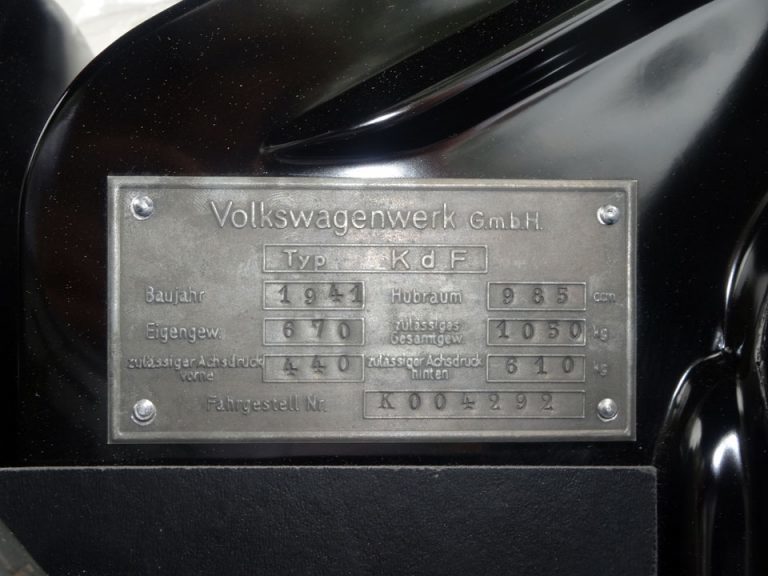 Volkswagenwerk G.m.b.H.
Typ KdF
Baujahr 1941 Hubraum 985 ccm
Eigengew. 670 zulässiges Gesamtgew. 1050 kg
zulässiger Achsdruck vorne 440 zulässiger Achsdruck hinten 610 kg
Fahrgestell Nr. K004292